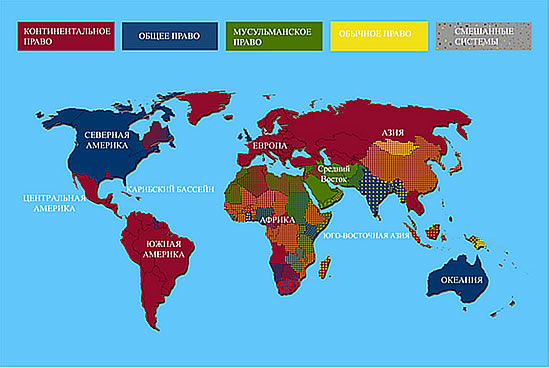 КОНТИНЕНТАЛЬНОЕ
ПРАВО
ОБЩЕЕ ПРАВО
МУСУЛЬМАНСКОЕ
ПРАВО
ОБЫЧНОЕ ПРАВО
СМЕШАННЫЕ
СИСТЕМЫ
СЕВЕРНАЯ
АМЕРИКА
АЗИЯ
ЕВРОПА
Средний
Восток
КАРИБСКИЙ БАССЕЙН
ЦЕНТРАЛЬНАЯ
АМЕРИКА
АФРИКА
ЮГО-ВОСТОЧНАЯ АЗИЯ
ЮЖНАЯ
АМЕРИКА
ОКЕАНИЯ